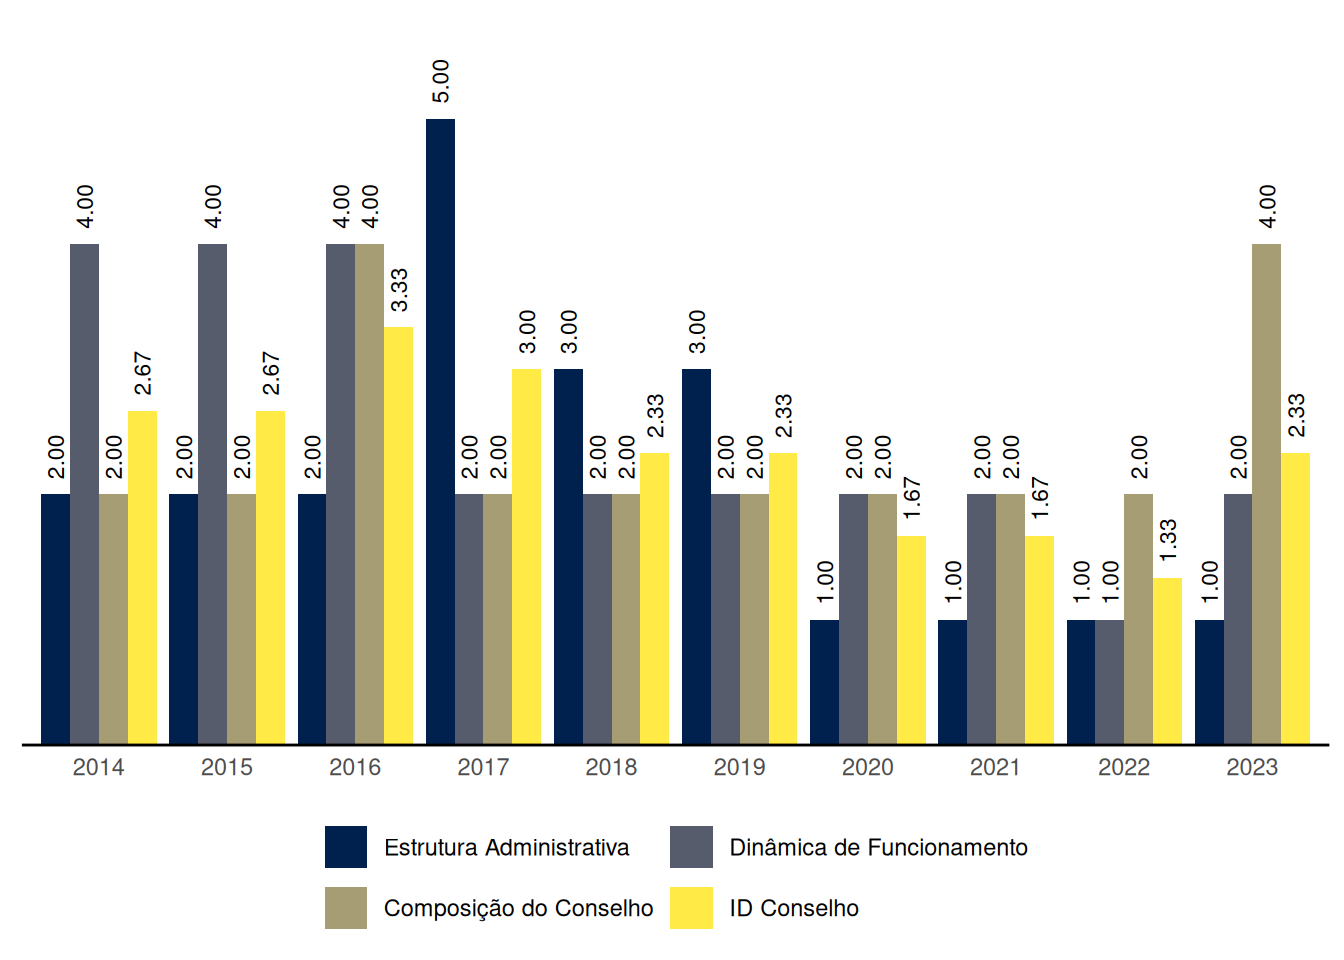 2.00 4.00 2.00 2.67 2.00 4.00 2.00 2.67 2.00 4.00 4.00 3.33 5.00 2.00 2.00 3.00 3.00 2.00 2.00 2.33 3.00 2.00 2.00 2.33 1.00 2.00 2.00 1.67 1.00 2.00 2.00 1.67 1.00 1.00 2.00 1.33 1.00 2.00 4.00 2.33
2014 2015 2016 2017 2018 2019 2020 2021 2022 2023
Estrutura Administrativa Dinâmica de Funcionamento
Composição do Conselho ID Conselho